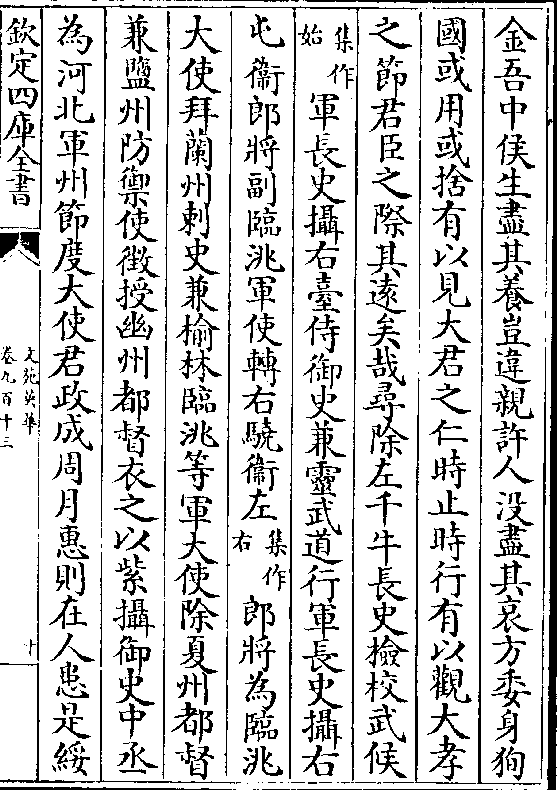 金吾中候生盡其養豈違親許人没盡其哀方委身狥
國或用或捨有以見大君之仁時止時行有以觀大孝
之節君臣之際其遠矣哉尋除左千牛長史檢校武候
集作始軍長史攝右臺侍御史兼靈武道行軍長史攝右
屯衞郎將副臨洮軍使轉右驍衞左集作右郎將為臨洮
大使拜蘭州剌史兼榆林臨洮等軍大使除夏州都督
兼鹽州防禦使徴授幽州都督衣之以紫攝御史中丞
為河北軍州節度大使君政成周月惠則在人患是綏
欽定四庫全書
文苑英華
卷九百十三
十